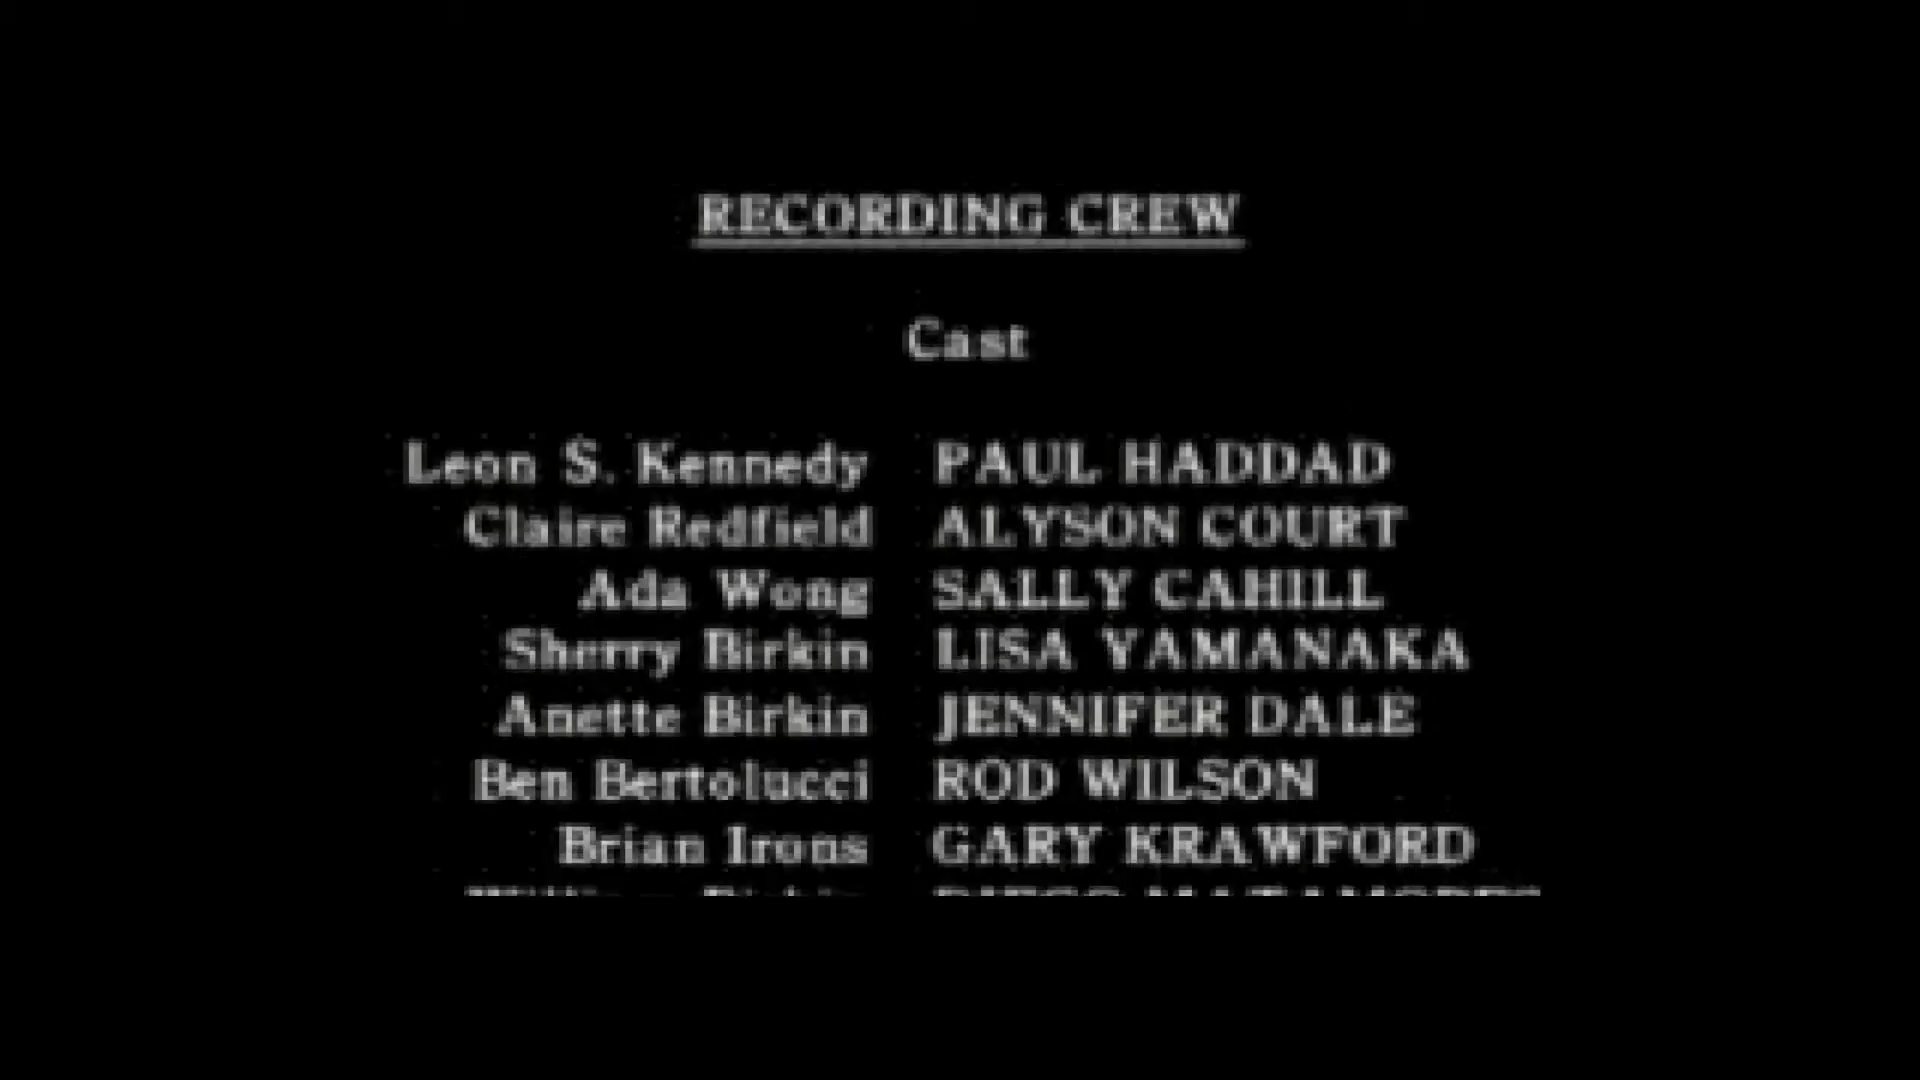 RECORDING CREW
Cast
Leon S. Kennedy PAUL HADDAD
Claire Redfield ALYSON COURT
Ada Wong SALLY CAHILL
Sherry Birkin LISA YAMANAKA
Anette Birkin JENNIFER DALE
Ben Bertolucci ROD WILSON
Brian Irons GARY KRAWFORD